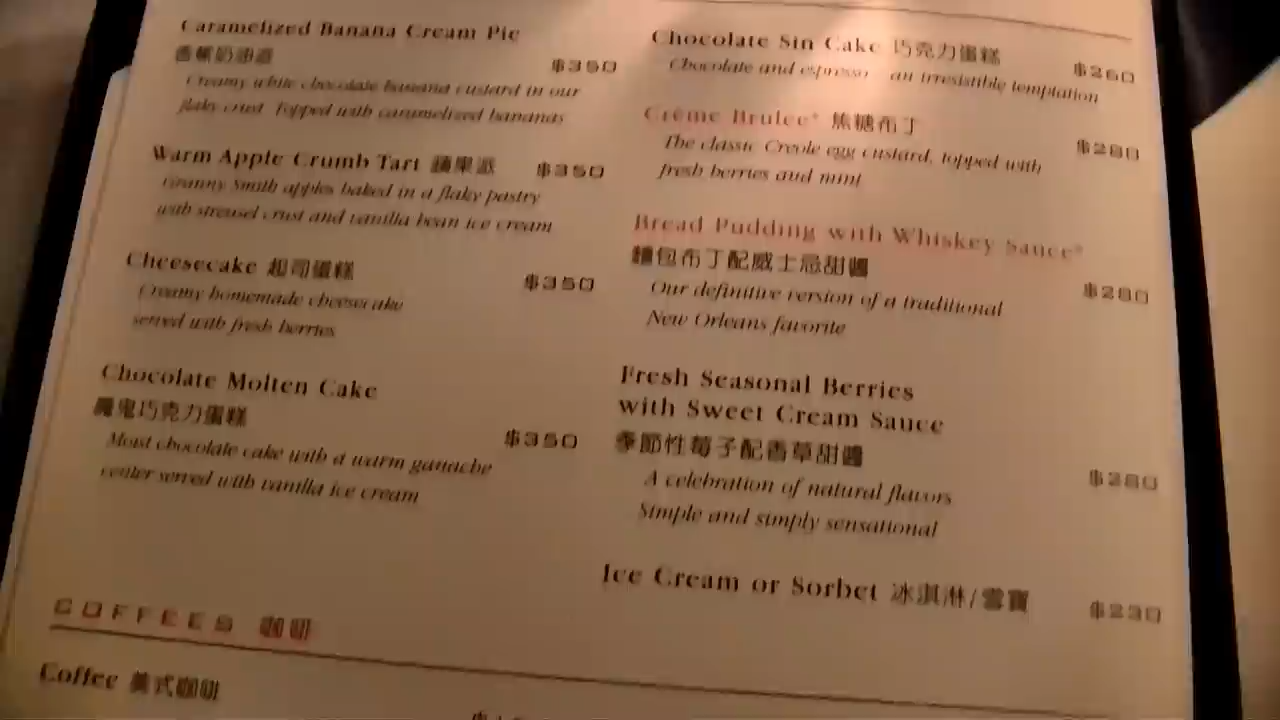 Caramelized Banana Cream Pie
香蕉奶油派 $350
Creamy white chocolate banana custard in our
flaky crust Topped with caramelized bananas
Warm Apple Crumb Tart 蘋果派 $350
Granny Smith apples baked in a flaky pastry
with streusel crust and vanilla bean ice cream
Cheesecake 起司蛋糕 $350
Creamy homemade cheesecake
served with fresh berries
Chocolate Molten Cake
魔鬼巧克力蛋糕 $350
Moist chocolate cake with a warm ganache
center served with vanilla ice cream
Chocolate Sin Cake 巧克力蛋糕 $260
Chocolate and espresso an irresistible temptation
Crème Brulee* 焦糖布丁 $280
The classic Creole egg custard, topped with
fresh berries and mint
Bread Pudding with Whiskey Sauce*
麵包布丁配威士忌甜醬 $280
Our definitive version of a traditional
New Orleans favorite
Fresh Seasonal Berries
with Sweet Cream Sauce
季節性莓子配香草甜醬 $280
A celebration of natural flavors
Simple and simply sensational
Ice Cream or Sorbet 冰淇淋/雪寶 $230
COFFEES 咖啡
Coffee 美式咖啡